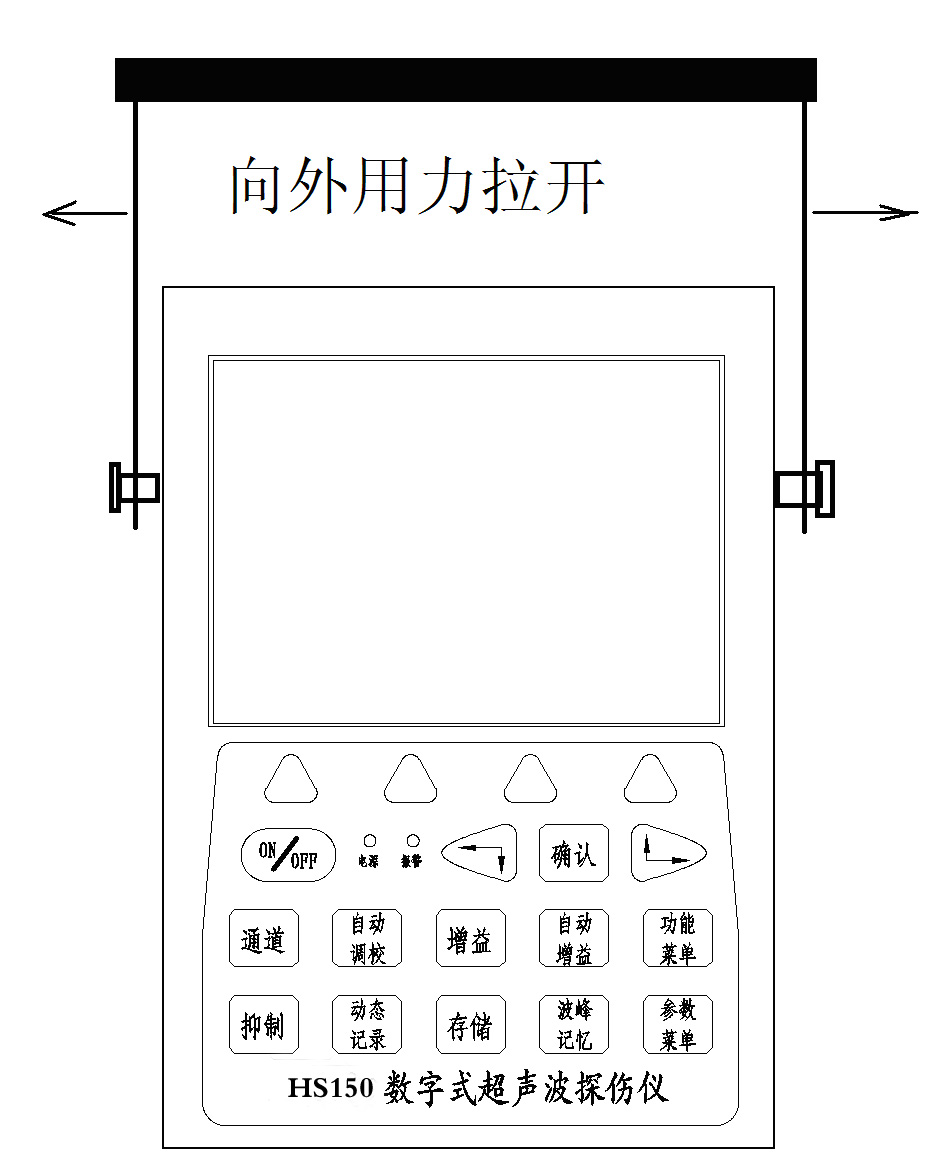 向外用力拉开
ON/OFF
电源
报警
确认
通道
自动
调校
增益
自动
增益
功能
菜单
抑制
动态
记录
存储
波峰
记忆
参数
菜单
HS150 数字式超声波探伤仪